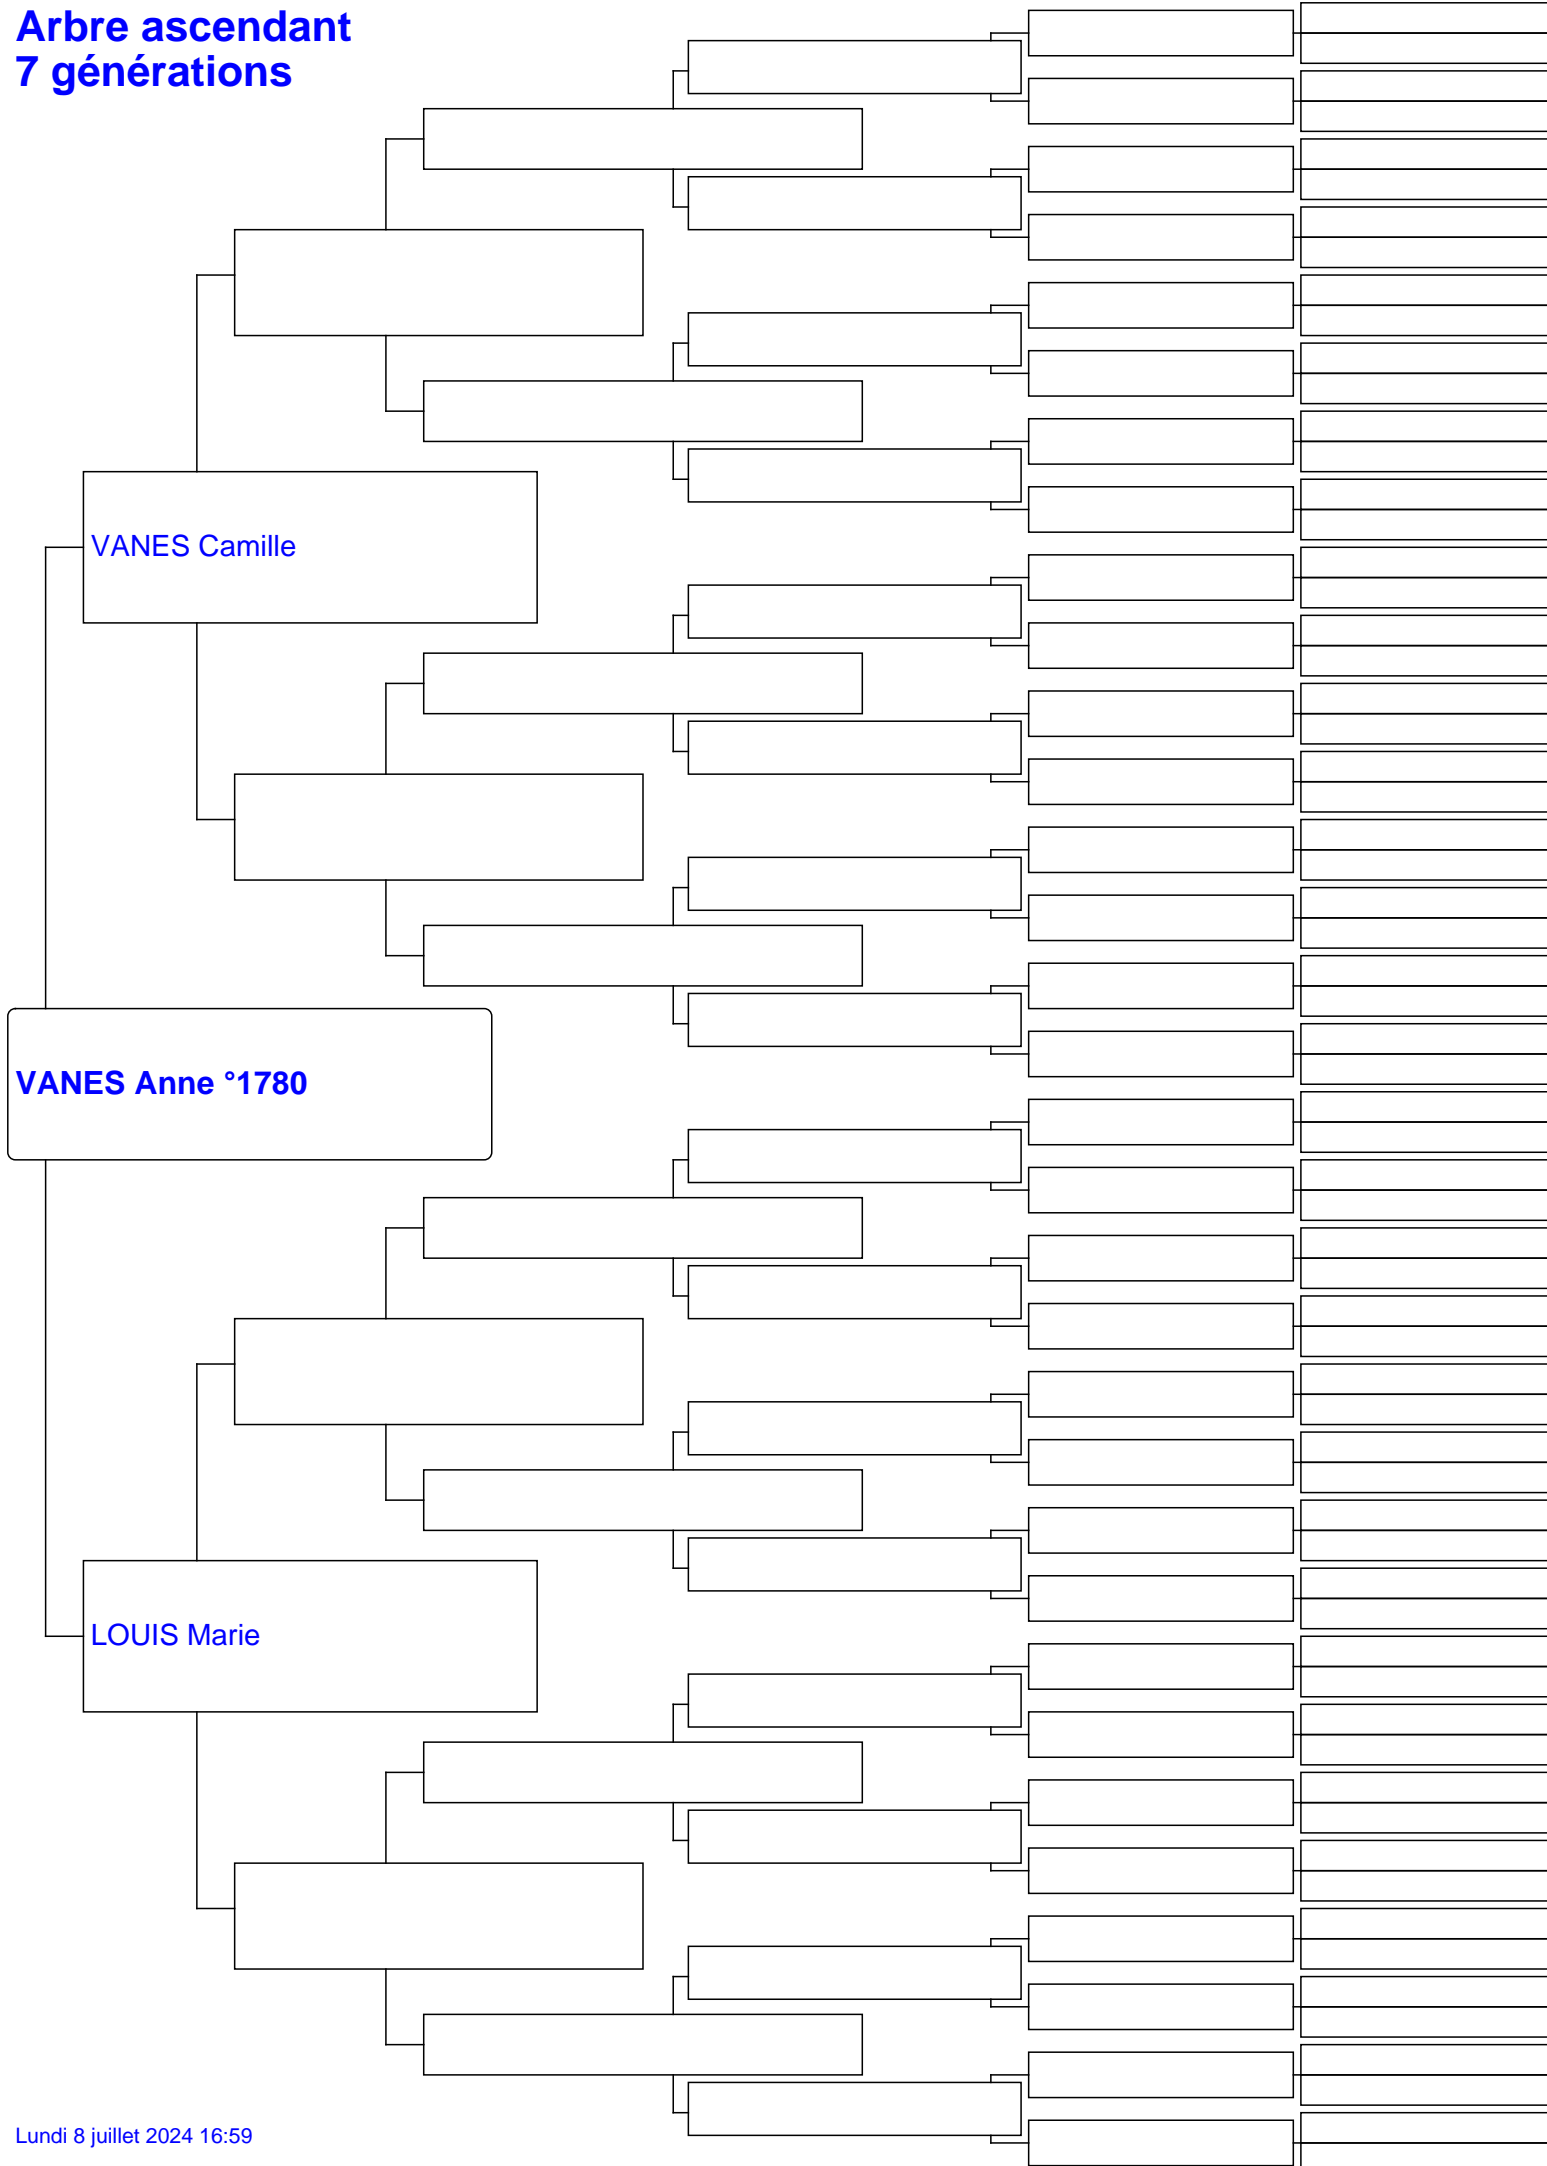 Arbre ascendant
7 générations
VANES Camille
VANES Anne °1780
LOUIS Marie
Lundi 8 juillet 2024 16:59